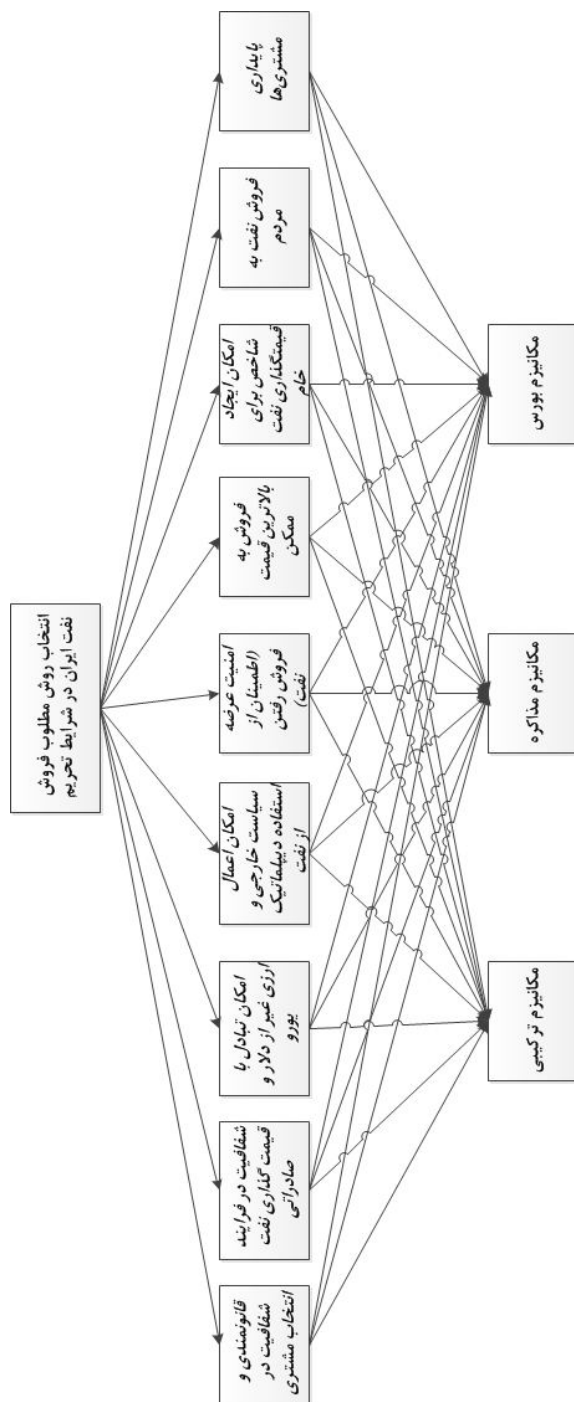 انتخاب روش مطلوب فروش
نفت ایران در شرایط تحریم
پایداری
مشتری‌ها
فروش نفت به
مردم
امکان ایجاد
شاخص برای
قیمتگذاری نفت
خام
فروش به
بالاترین قیمت
ممکن
امنیت عرضه
(اطمینان از
فروش رفتن
نفت)
امکان اعمال
سیاست خارجی و
استفاده دیپلماتیک
از نفت
امکان تبادل با
ارزی غیر از دلار و
یورو
شفافیت در فرایند
قیمت گذاری نفت
صادراتی
قانونمندی و
شفافیت در
انتخاب مشتری
مکانیزم بورس
مکانیزم مذاکره
مکانیزم ترکیبی